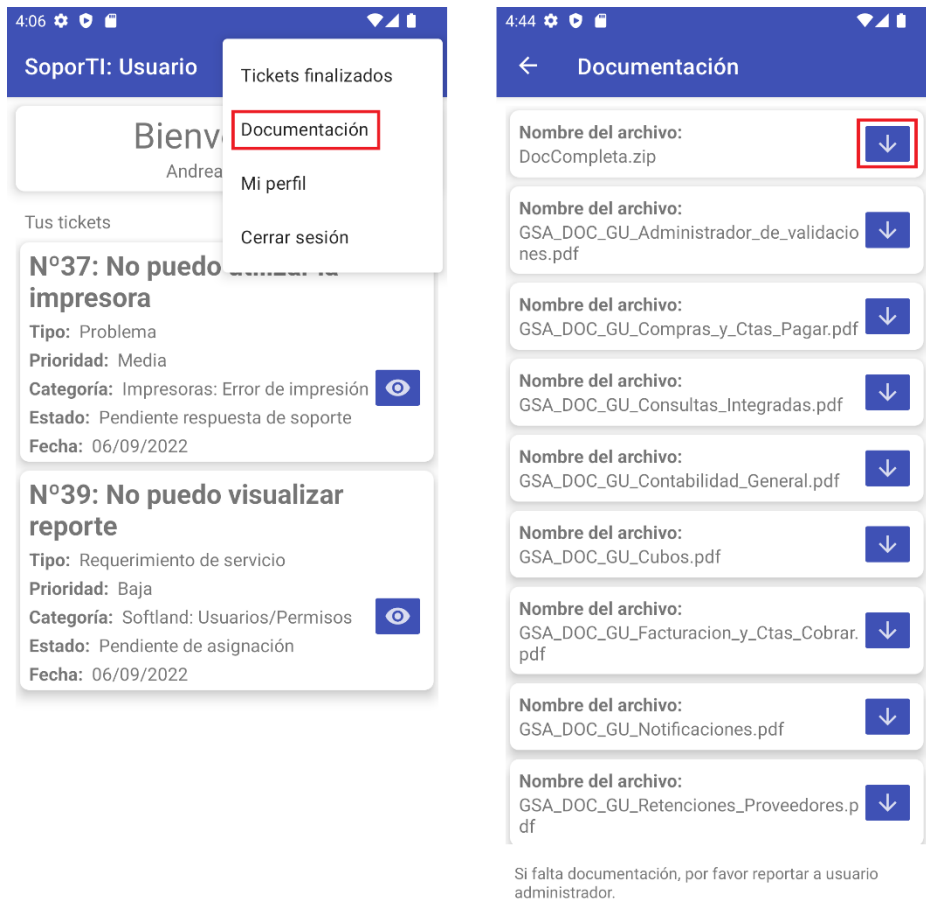 4:06
SoporTI: Usuario
Tickets finalizados
Documentación
Mi perfil
Cerrar sesión
Bienv
Andrea
Tus tickets
Nº37: No puedo
impresora
Tipo: Problema
Prioridad: Media
Categoría: Impresoras: Error de impresión
Estado: Pendiente respuesta de soporte
Fecha: 06/09/2022
Nº39: No puedo visualizar
reporte
Tipo: Requerimiento de servicio
Prioridad: Baja
Categoría: Softland: Usuarios/Permisos
Estado: Pendiente de asignación
Fecha: 06/09/2022
4:44
Documentación
Nombre del archivo:
DocCompleta.zip
Nombre del archivo:
GSA_DOC_GU_Administrador_de_validacio
nes.pdf
Nombre del archivo:
GSA_DOC_GU_Compras_y_Ctas_Pagar.pdf
Nombre del archivo:
GSA_DOC_GU_Consultas_Integradas.pdf
Nombre del archivo:
GSA_DOC_GU_Contabilidad_General.pdf
Nombre del archivo:
GSA_DOC_GU_Cubos.pdf
Nombre del archivo:
GSA_DOC_GU_Facturacion_y_Ctas_Cobrar.
pdf
Nombre del archivo:
GSA_DOC_GU_Notificaciones.pdf
Nombre del archivo:
GSA_DOC_GU_Retenciones_Proveedores.p
df
Si falta documentación, por favor reportar a usuario
administrador.